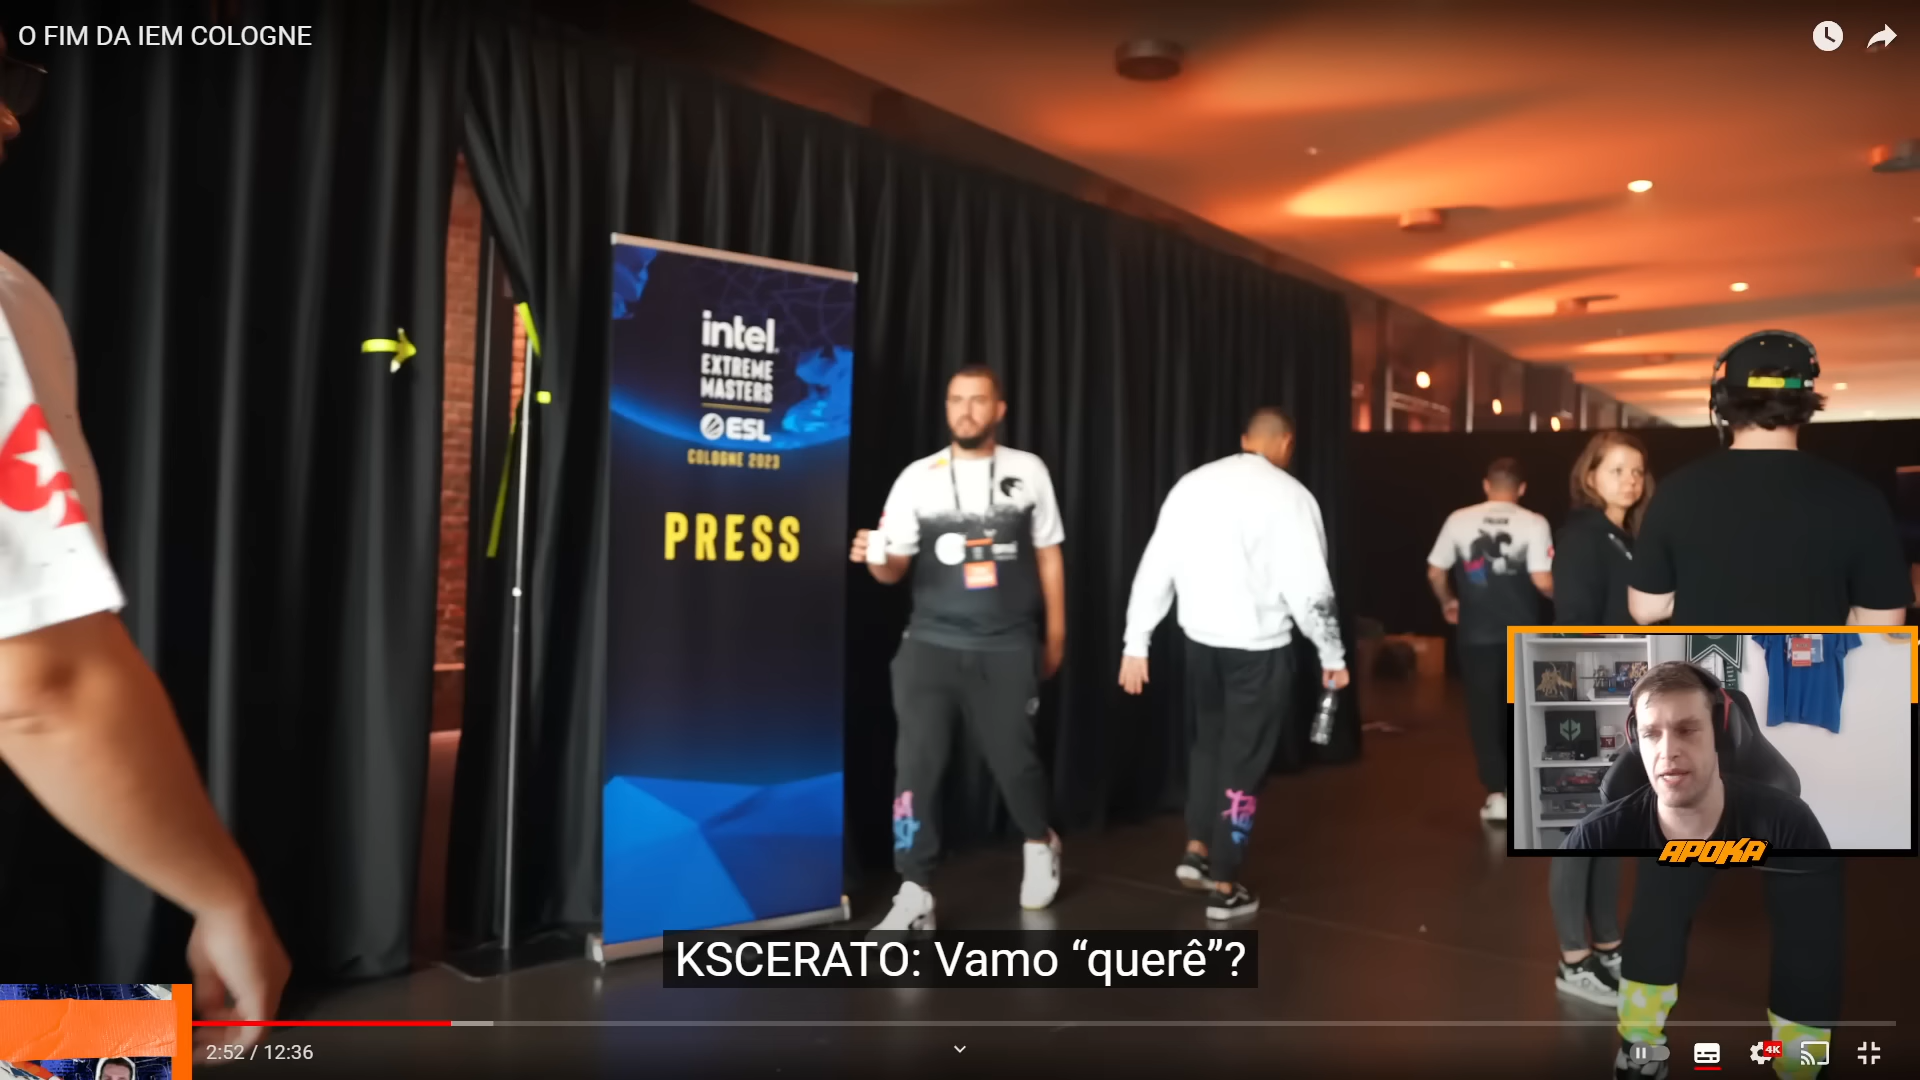 O FIM DA IEM COLOGNE
intel
EXTREME
MASTERS
ESL
COLOGNE 2023
PRESS
APOKA
KSCERATO: Vamo “querê”?
2:52 / 12:36
4K